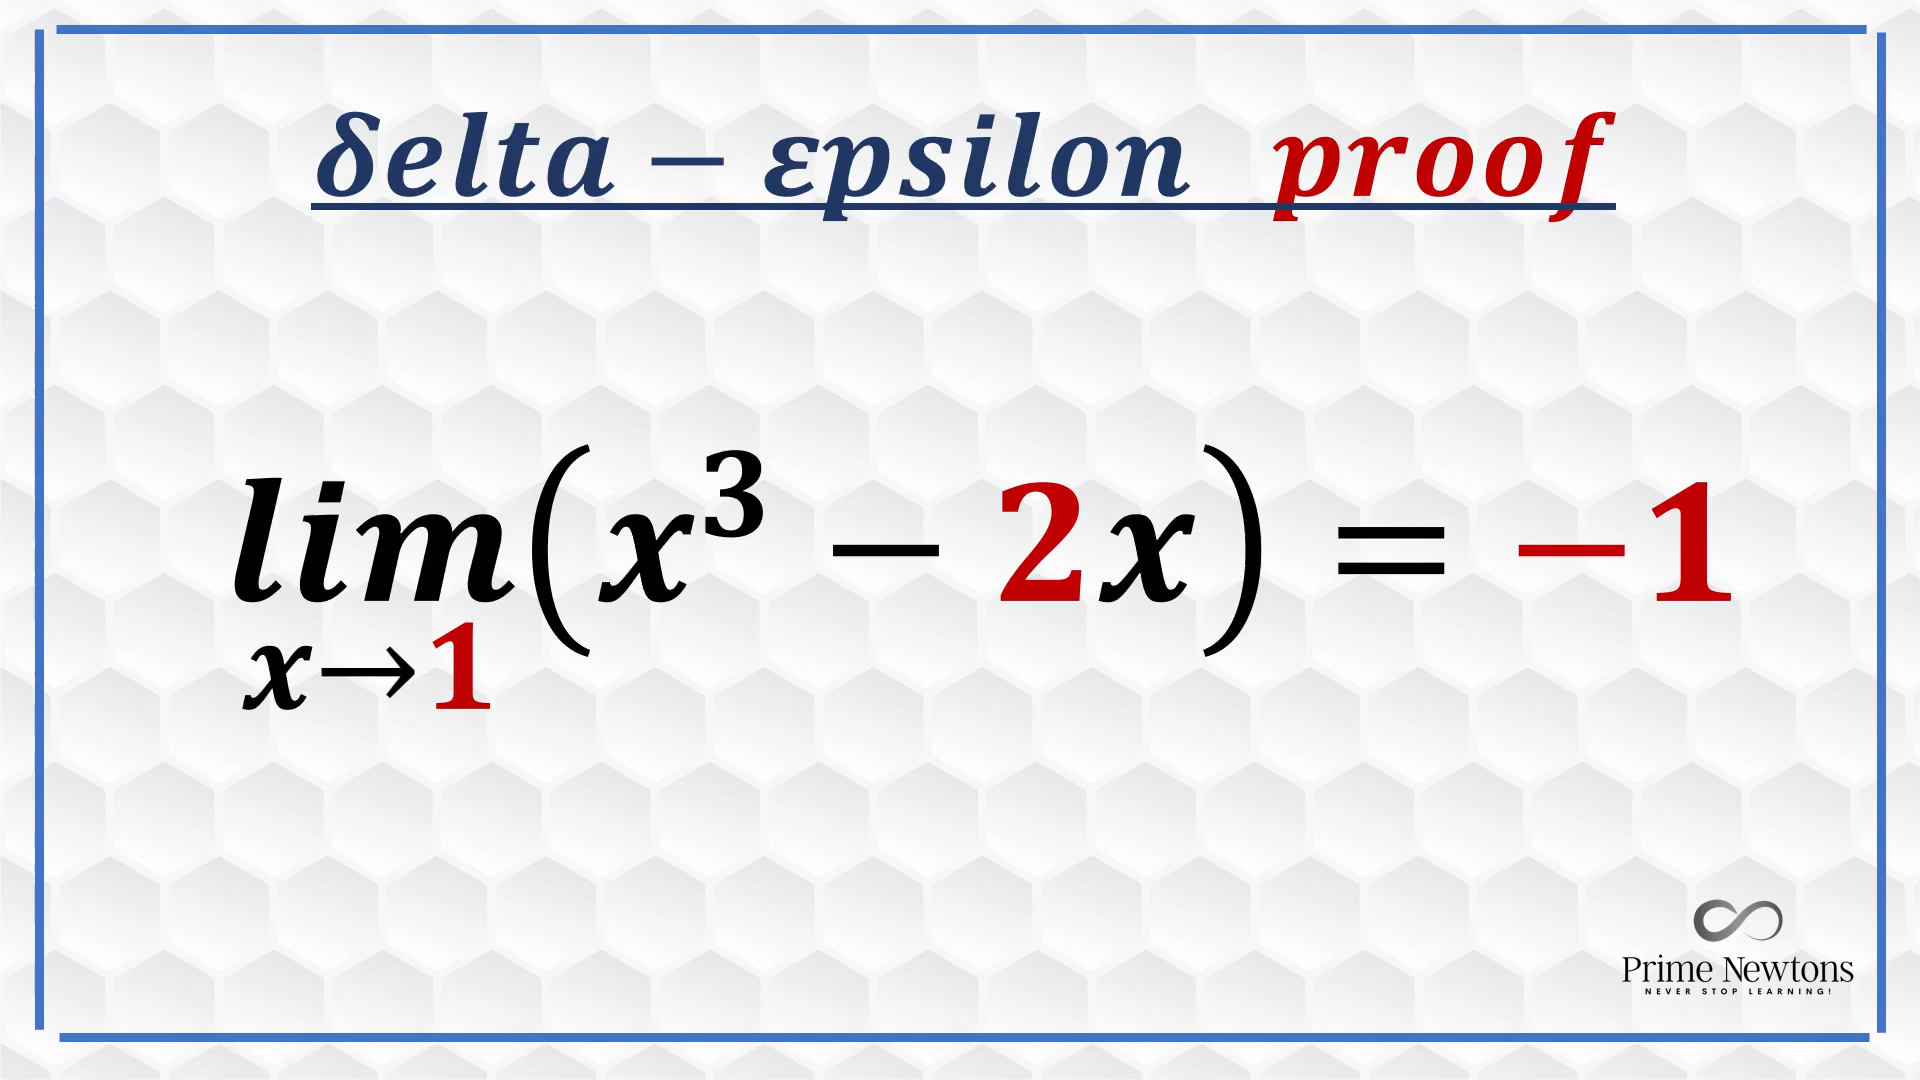 δelta − εpsilon proof
lim(x³ − 2x) = −1
x→1
Prime Newtons
NEVER STOP LEARNING!